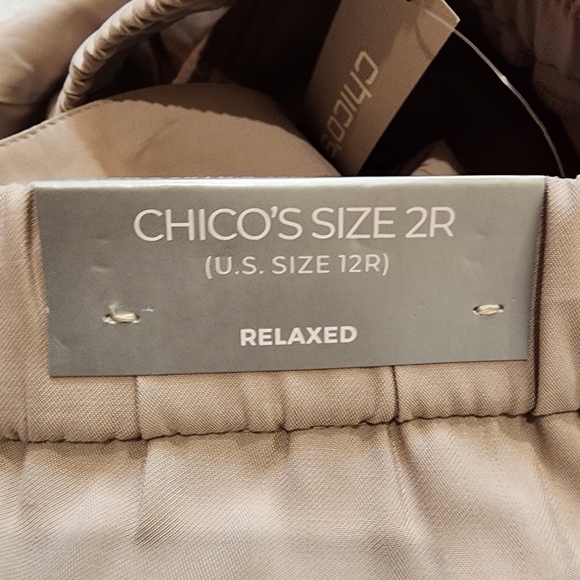 chico's
CHICO'S SIZE 2R
(U.S. SIZE 12R)
RELAXED